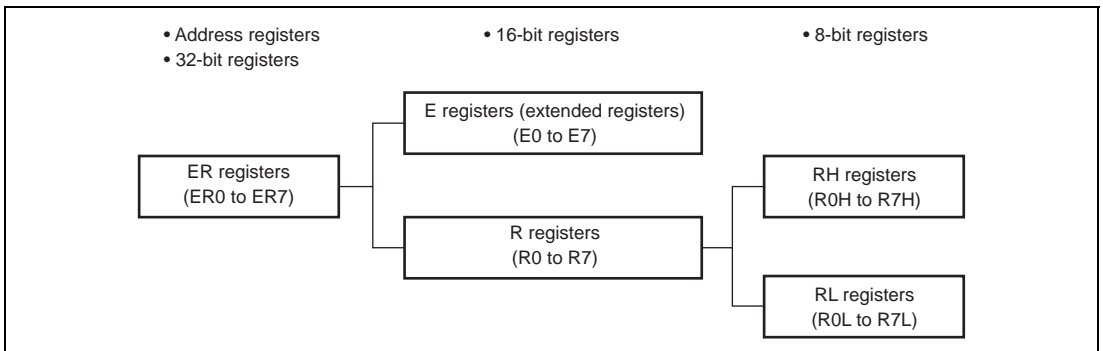 • Address registers
• 32-bit registers
• 16-bit registers
• 8-bit registers
E registers (extended registers)
(E0 to E7)
ER registers
(ER0 to ER7)
RH registers
(R0H to R7H)
R registers
(R0 to R7)
RL registers
(R0L to R7L)